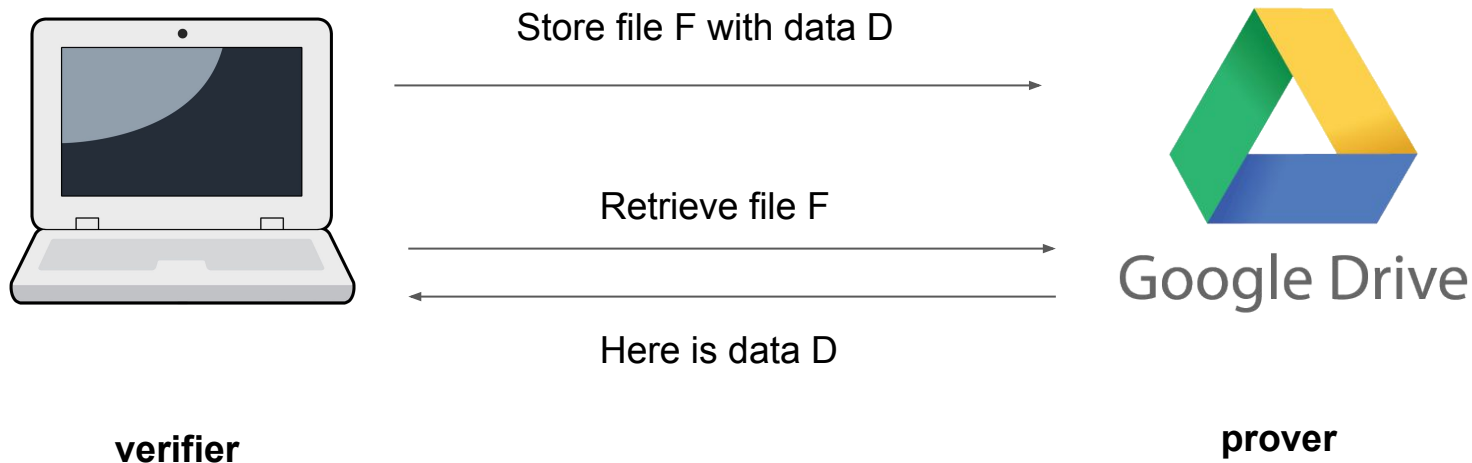 Store file F with data D
Retrieve file F
Google Drive
Here is data D
verifier
prover